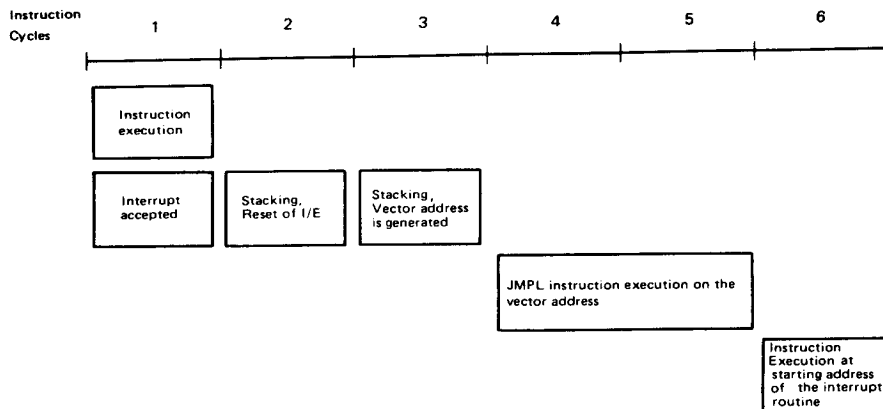 Instruction
Cycles
1 2 3 4 5 6
Instruction
execution
Interrupt
accepted
Stacking,
Reset of I/E
Stacking,
Vector address
is generated
JMPL instruction execution on the
vector address
Instruction
Execution at
starting address
of the interrupt
routine